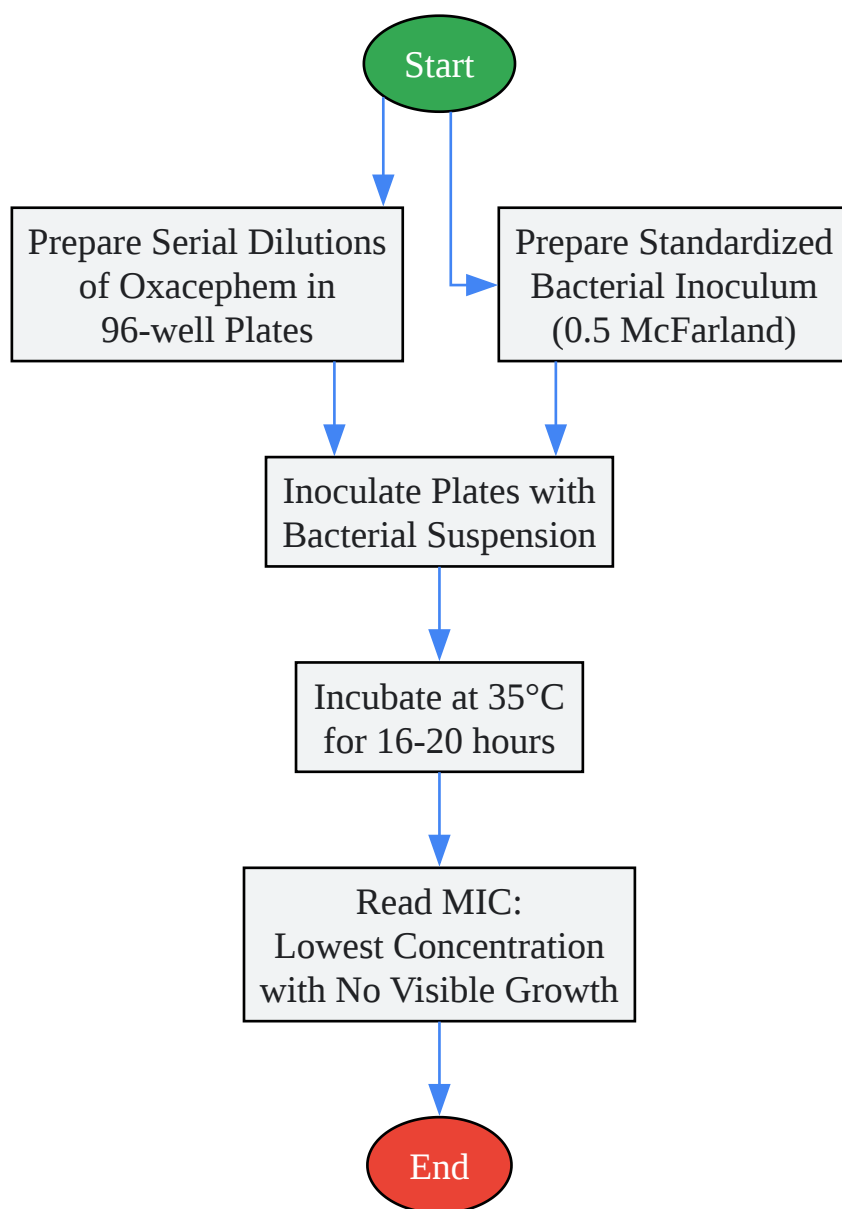 Start
Prepare Serial Dilutions
of Oxacephem in
96-well Plates
Prepare Standardized
Bacterial Inoculum
(0.5 McFarland)
Inoculate Plates with
Bacterial Suspension
Incubate at 35°C
for 16-20 hours
Read MIC:
Lowest Concentration
with No Visible Growth
End